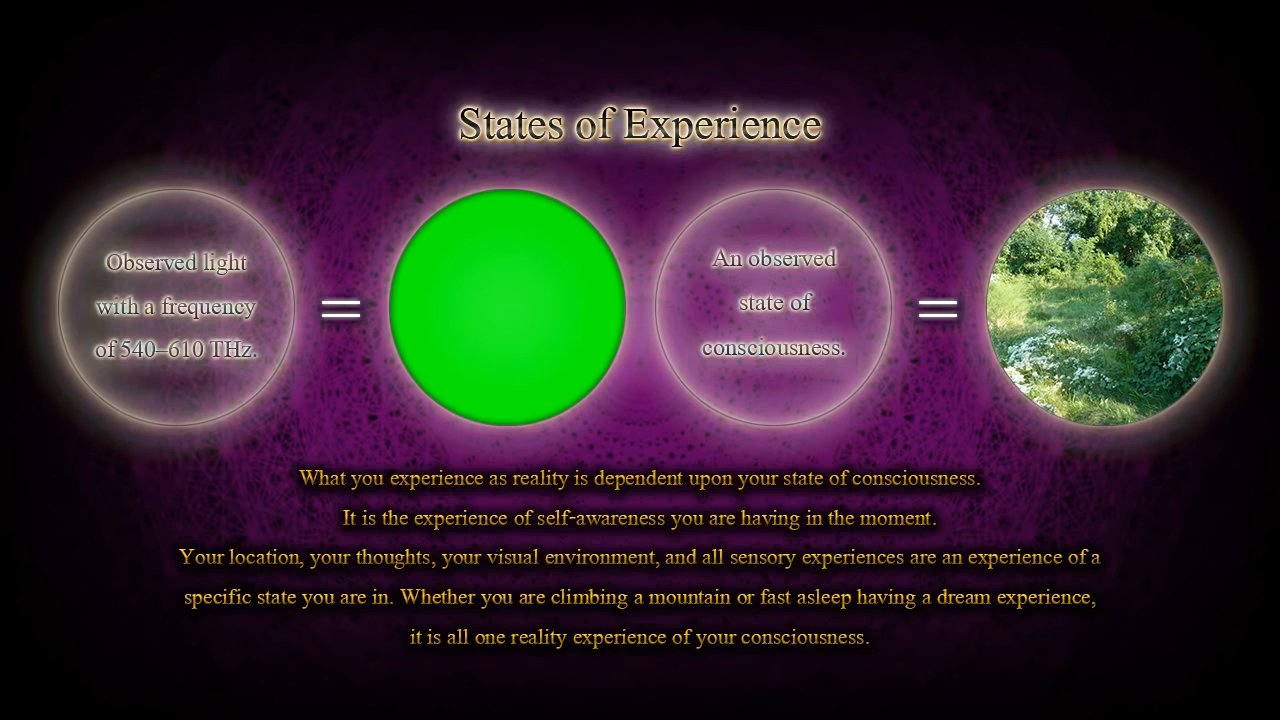 States of Experience
Observed light
with a frequency
of 540–610 THz.
=
An observed
state of
consciousness.
=
What you experience as reality is dependent upon your state of consciousness.
It is the experience of self-awareness you are having in the moment.
Your location, your thoughts, your visual environment, and all sensory experiences are an experience of a
specific state you are in. Whether you are climbing a mountain or fast asleep having a dream experience,
it is all one reality experience of your consciousness.